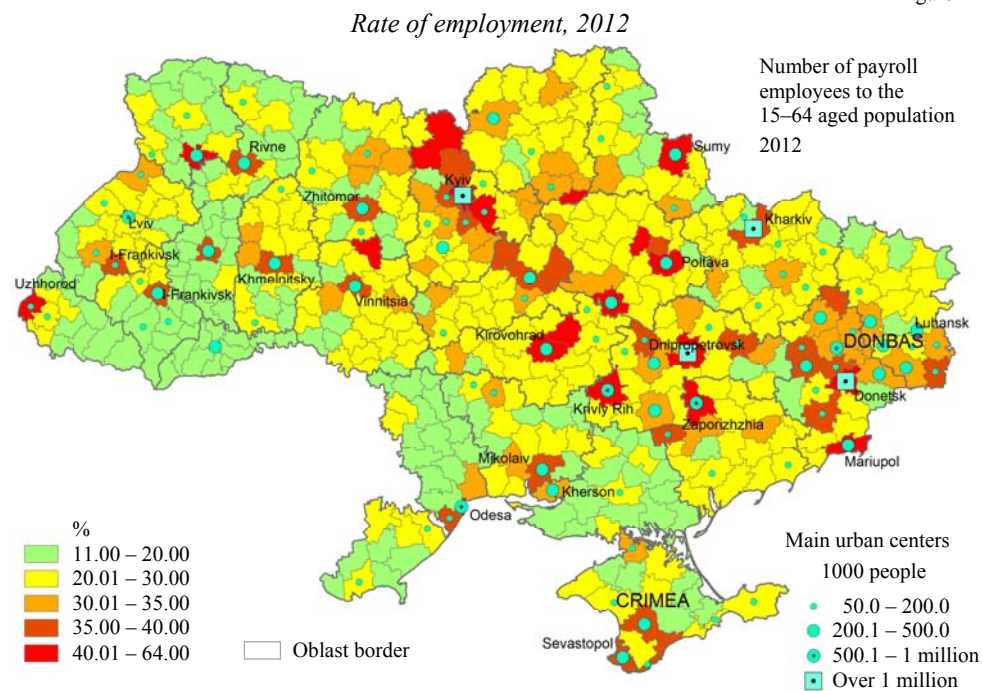 Rate of employment, 2012
Number of payroll
employees to the
15–64 aged population
2012
Sumy
Rivne
Kyiv
Zhitomor
Kharkiv
Lviv
I-Frankivsk
Khmelnitsky
Poltava
Uzhhorod
I-Frankivsk
Vinnitsia
Kirovohrad
Luhansk
DONBAS
Dnipropetrovsk
Donetsk
Krivly Rih
Zaporizhzhia
Mariupol
Mikolaiv
Kherson
Odesa
CRIMEA
Sevastopol
%
11.00 – 20.00
20.01 – 30.00
30.01 – 35.00
35.00 – 40.00
40.01 – 64.00
Oblast border
Main urban centers
1000 people
50.0 – 200.0
200.1 – 500.0
500.1 – 1 million
Over 1 million